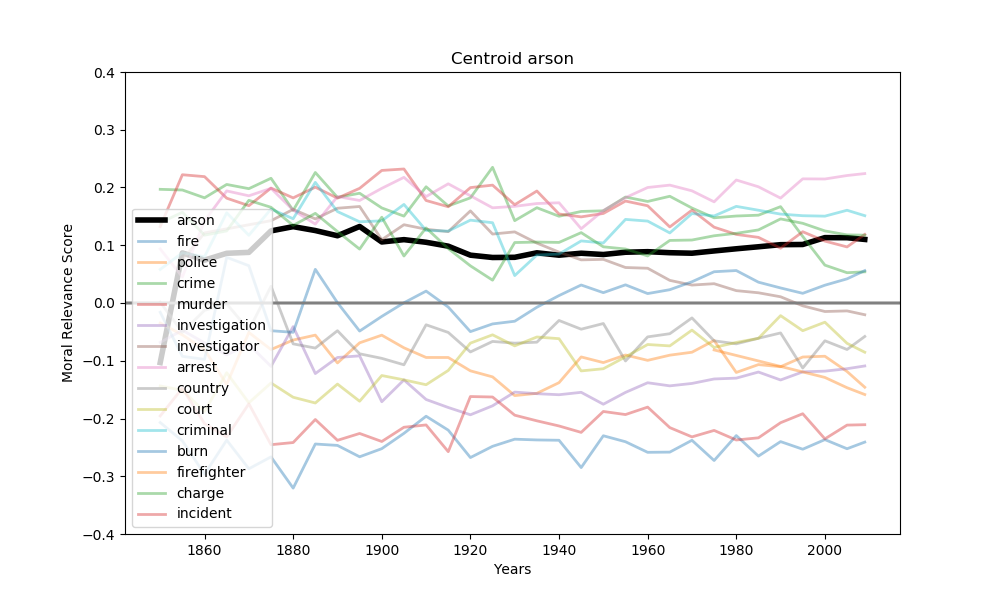 Centroid arson
0.4
0.3
0.2
0.1
0.0
−0.1
−0.2
−0.3
−0.4
Moral Relevance Score
arson
fire
police
crime
murder
investigation
investigator
arrest
country
court
criminal
burn
firefighter
charge
incident
1860
1880
1900
1920
1940
1960
1980
2000
Years